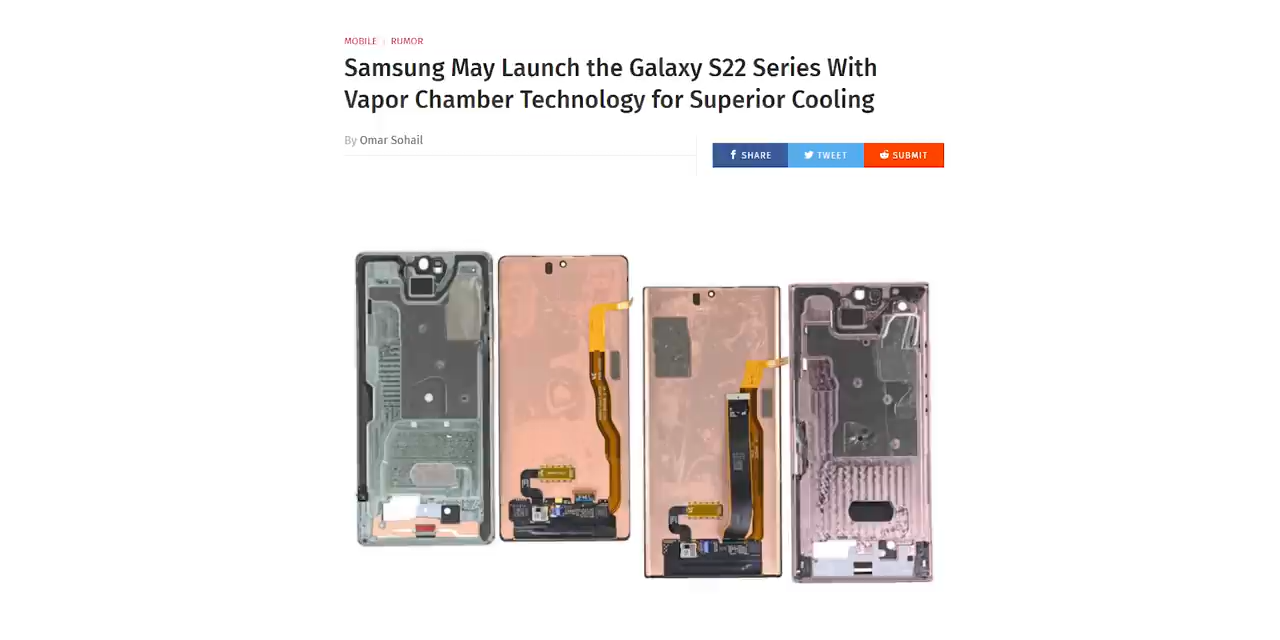 MOBILE | RUMOR
Samsung May Launch the Galaxy S22 Series With
Vapor Chamber Technology for Superior Cooling
By Omar Sohail
SHARE TWEET SUBMIT